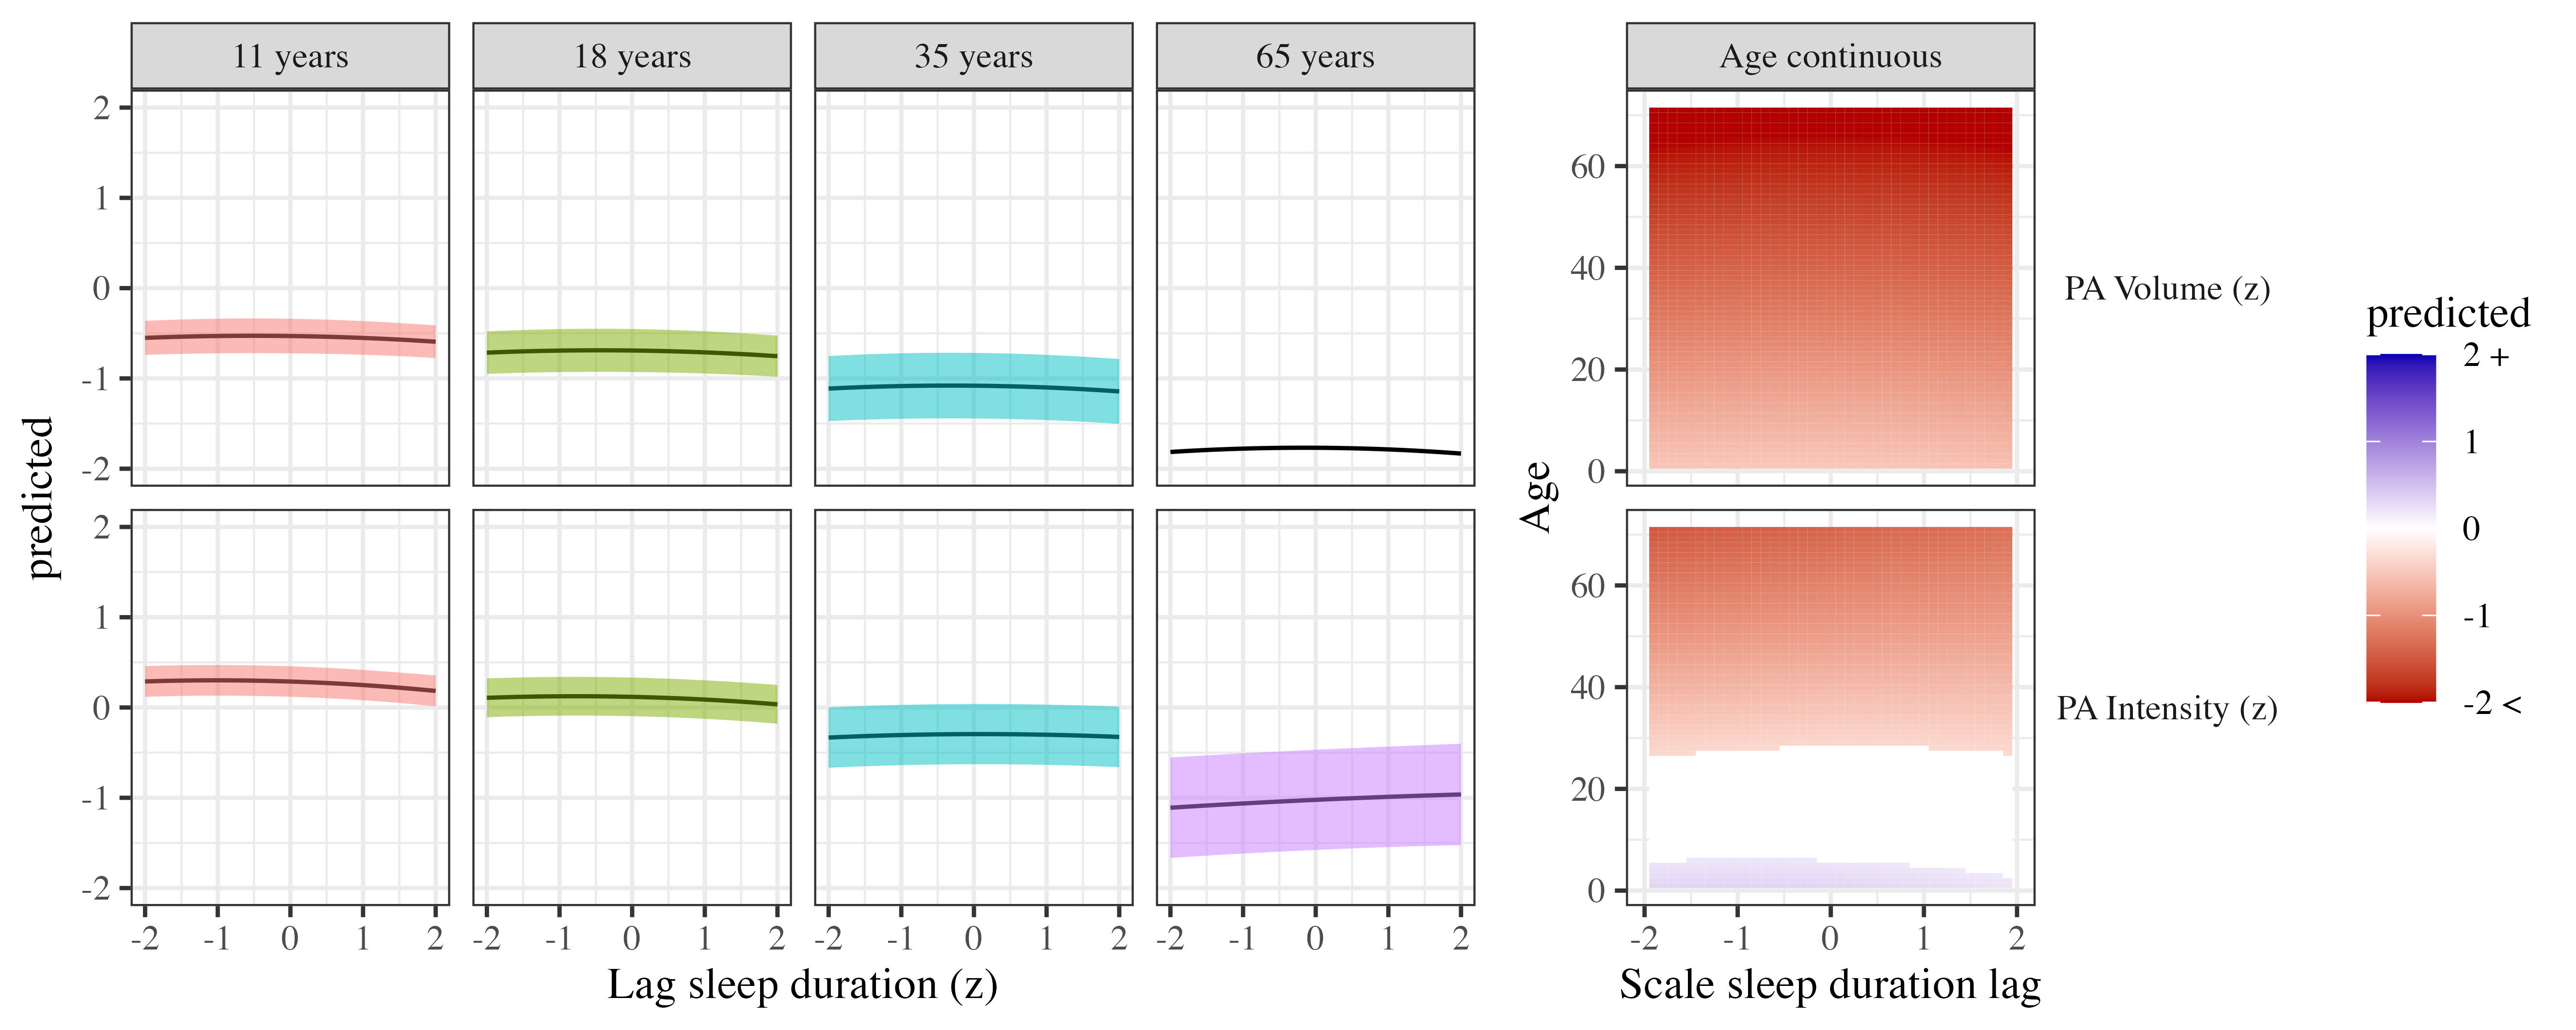 11 years
18 years
35 years
65 years
Age continuous
predicted
2
1
0
-1
-2
2
1
0
-1
-2
-2 -1 0 1 2
-2 -1 0 1 2
-2 -1 0 1 2
-2 -1 0 1 2
Lag sleep duration (z)
Age
60
40
20
0
60
40
20
0
-2 -1 0 1 2
Scale sleep duration lag
PA Volume (z)
PA Intensity (z)
predicted
2 +
1
0
-1
-2 <